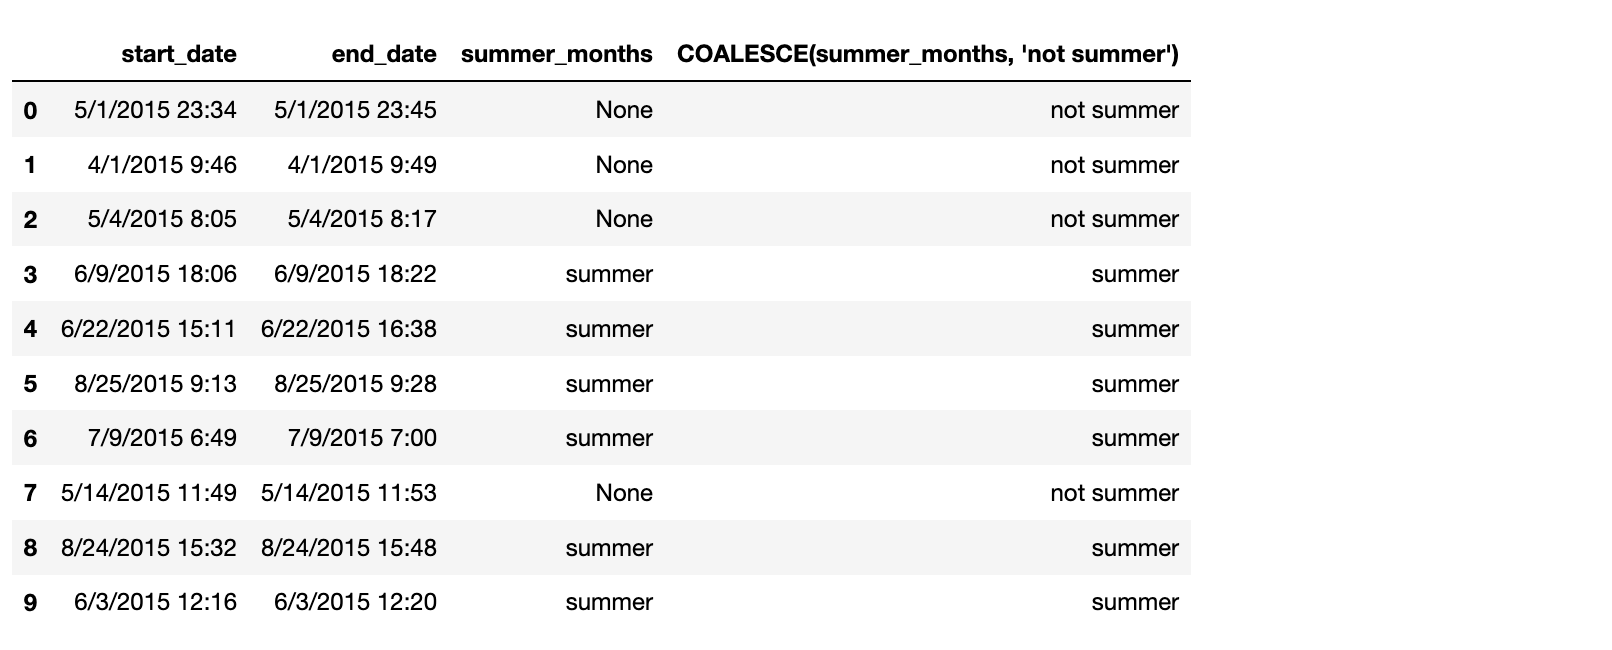 start_date end_date summer_months COALESCE(summer_months, 'not summer')
0 5/1/2015 23:34 5/1/2015 23:45 None not summer
1 4/1/2015 9:46 4/1/2015 9:49 None not summer
2 5/4/2015 8:05 5/4/2015 8:17 None not summer
3 6/9/2015 18:06 6/9/2015 18:22 summer summer
4 6/22/2015 15:11 6/22/2015 16:38 summer summer
5 8/25/2015 9:13 8/25/2015 9:28 summer summer
6 7/9/2015 6:49 7/9/2015 7:00 summer summer
7 5/14/2015 11:49 5/14/2015 11:53 None not summer
8 8/24/2015 15:32 8/24/2015 15:48 summer summer
9 6/3/2015 12:16 6/3/2015 12:20 summer summer